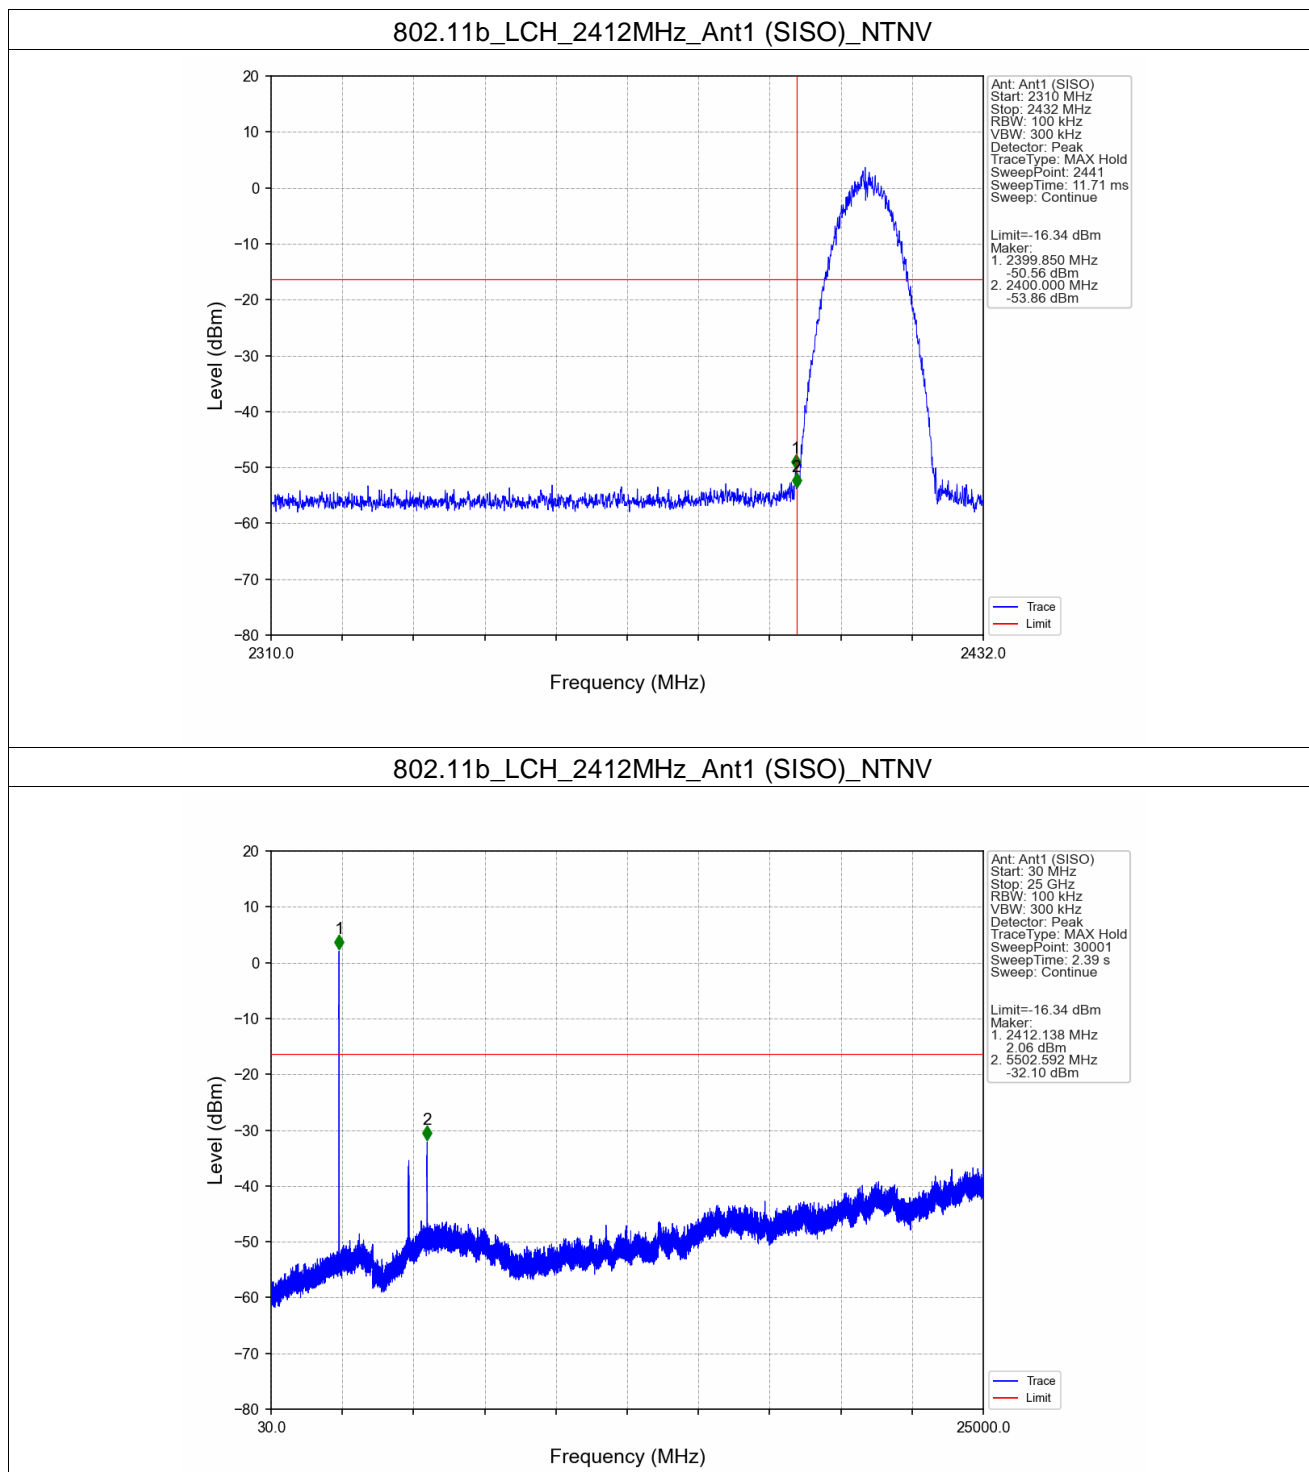 802.11b_LCH_2412MHz_Ant1 (SISO)_NTNV
20
10
0
−10
−20
−30
−40
−50
−60
−70
−80
Level (dBm)
1
2
2310.0
2432.0
Frequency (MHz)
Ant: Ant1 (SISO)
Start: 2310 MHz
Stop: 2432 MHz
RBW: 100 kHz
VBW: 300 kHz
Detector: Peak
TraceType: MAX Hold
SweepPoint: 2441
SweepTime: 11.71 ms
Sweep: Continue
Limit=-16.34 dBm
Maker:
1. 2399.850 MHz
-50.56 dBm
2. 2400.000 MHz
-53.86 dBm
Trace
Limit
802.11b_LCH_2412MHz_Ant1 (SISO)_NTNV
20
10
0
−10
−20
−30
−40
−50
−60
−70
−80
Level (dBm)
1
2
30.0
25000.0
Frequency (MHz)
Ant: Ant1 (SISO)
Start: 30 MHz
Stop: 25 GHz
RBW: 100 kHz
VBW: 300 kHz
Detector: Peak
TraceType: MAX Hold
SweepPoint: 30001
SweepTime: 2.39 s
Sweep: Continue
Limit=-16.34 dBm
Maker:
1. 2412.138 MHz
2.06 dBm
2. 5502.592 MHz
-32.10 dBm
Trace
Limit